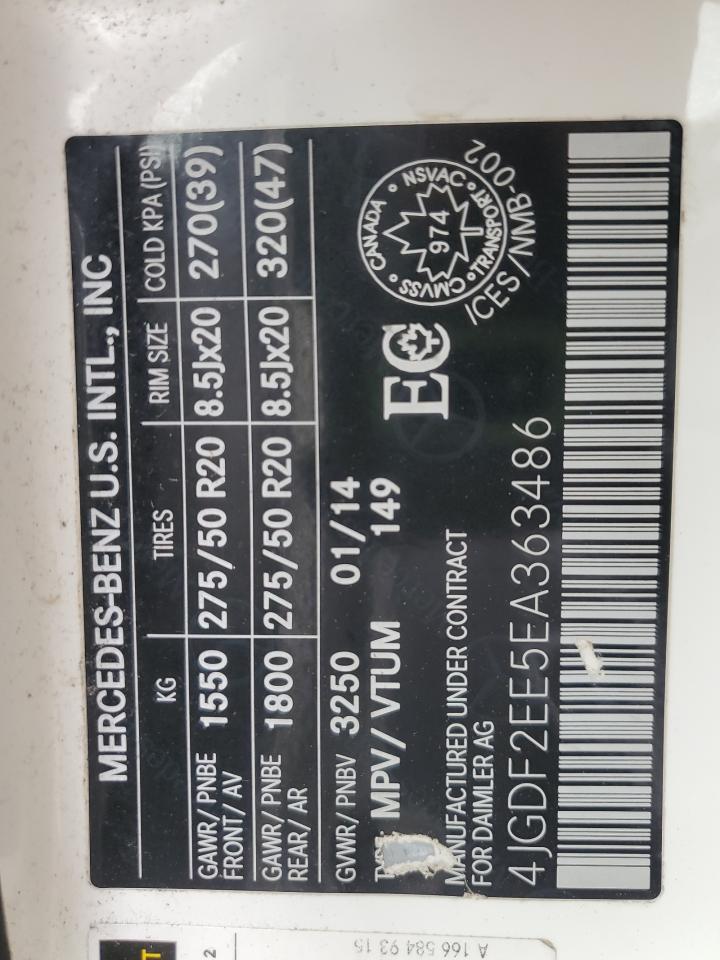 MERCEDES-BENZ U.S. INTL., INC
KG TIRES RIM SIZE COLD KPA (PSI)
GAWR/ PNBE FRONT/ AV 1550 275/50 R20 8.5Jx20 270(39)
GAWR/ PNBE REAR/ AR 1800 275/50 R20 8.5Jx20 320(47)
GVWR/ PNBV 3250 01/14
MPV/ VTUM 149
EC
CANADA NSVAC
974
CMVSS TRANSPORT
/CES /NMB-002
MANUFACTURED UNDER CONTRACT
FOR DAIMLER AG
4JGDF2EE5EA363486
A 166 584 93 15
2
T